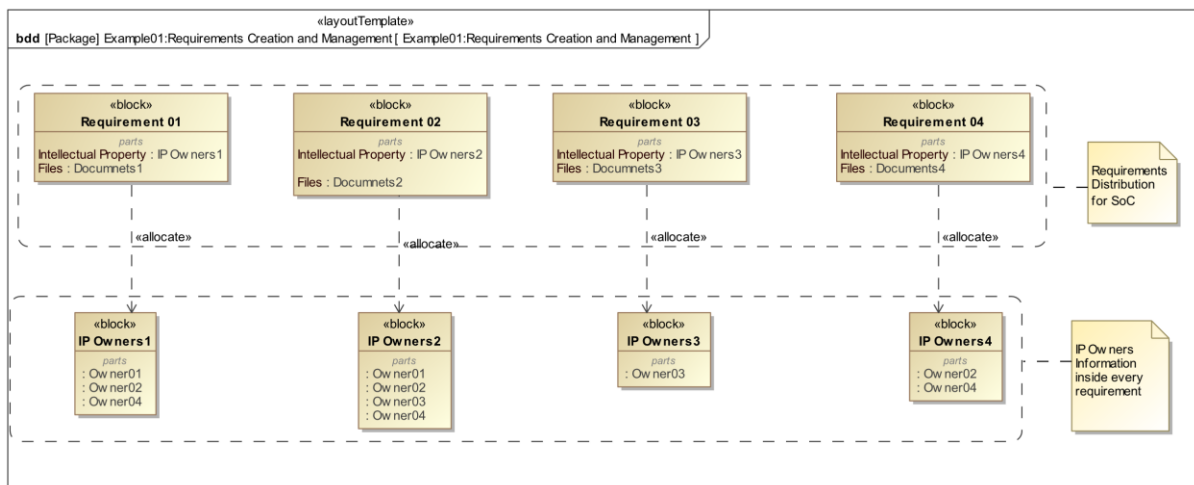 «layoutTemplate»
bdd [Package] Example01:Requirements Creation and Management [ Example01:Requirements Creation and Management ]
«block»
Requirement 01
parts
Intellectual Property : IP Owners1
Files : Documnets1
«block»
Requirement 02
parts
Intellectual Property : IP Owners2
Files : Documnets2
«block»
Requirement 03
parts
Intellectual Property : IP Owners3
Files : Documnets3
«block»
Requirement 04
parts
Intellectual Property : IP Owners4
Files : Documents4
Requirements
Distribution
for SoC
«allocate»
«allocate»
«allocate»
«allocate»
«block»
IP Owners1
parts
: Owner01
: Owner02
: Owner04
«block»
IP Owners2
parts
: Owner01
: Owner02
: Owner03
: Owner04
«block»
IP Owners3
parts
: Owner03
«block»
IP Owners4
parts
: Owner02
: Owner04
IP Owners
Information
inside every
requirement